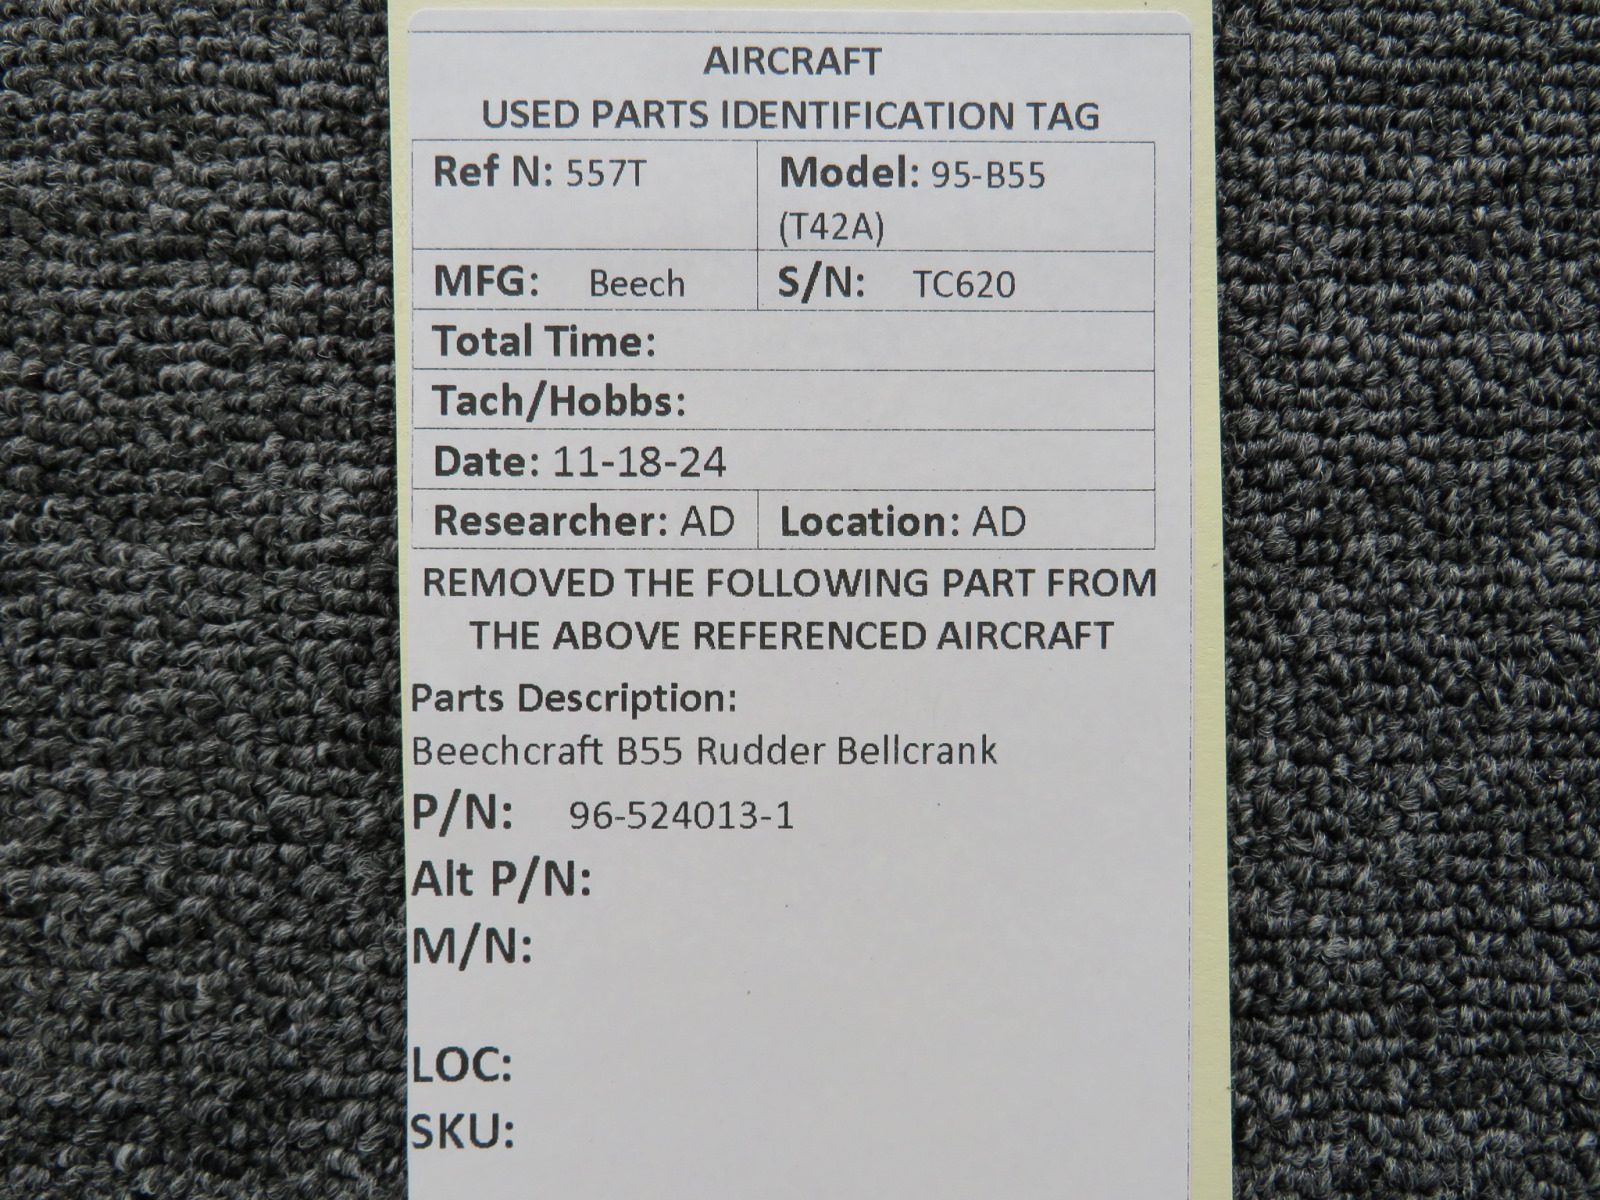 AIRCRAFT
USED PARTS IDENTIFICATION TAG
Ref N: 557T
Model: 95-B55
(T42A)
MFG: Beech
S/N: TC620
Total Time:
Tach/Hobbs:
Date: 11-18-24
Researcher: AD
Location: AD
REMOVED THE FOLLOWING PART FROM
THE ABOVE REFERENCED AIRCRAFT
Parts Description:
Beechcraft B55 Rudder Bellcrank
P/N: 96-524013-1
Alt P/N:
M/N:
LOC:
SKU: